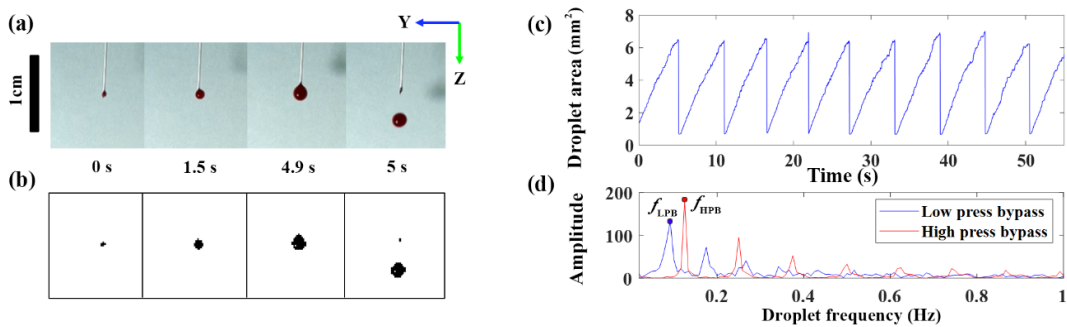 (a)
Y
Z
1cm
0 s
1.5 s
4.9 s
5 s
(b)
(c)
Droplet area (mm²)
8
6
4
2
0
0
10
20
30
40
50
Time (s)
(d)
Amplitude
200
100
0
fLPB
fHPB
Low press bypass
High press bypass
0.2
0.4
0.6
0.8
1
Droplet frequency (Hz)